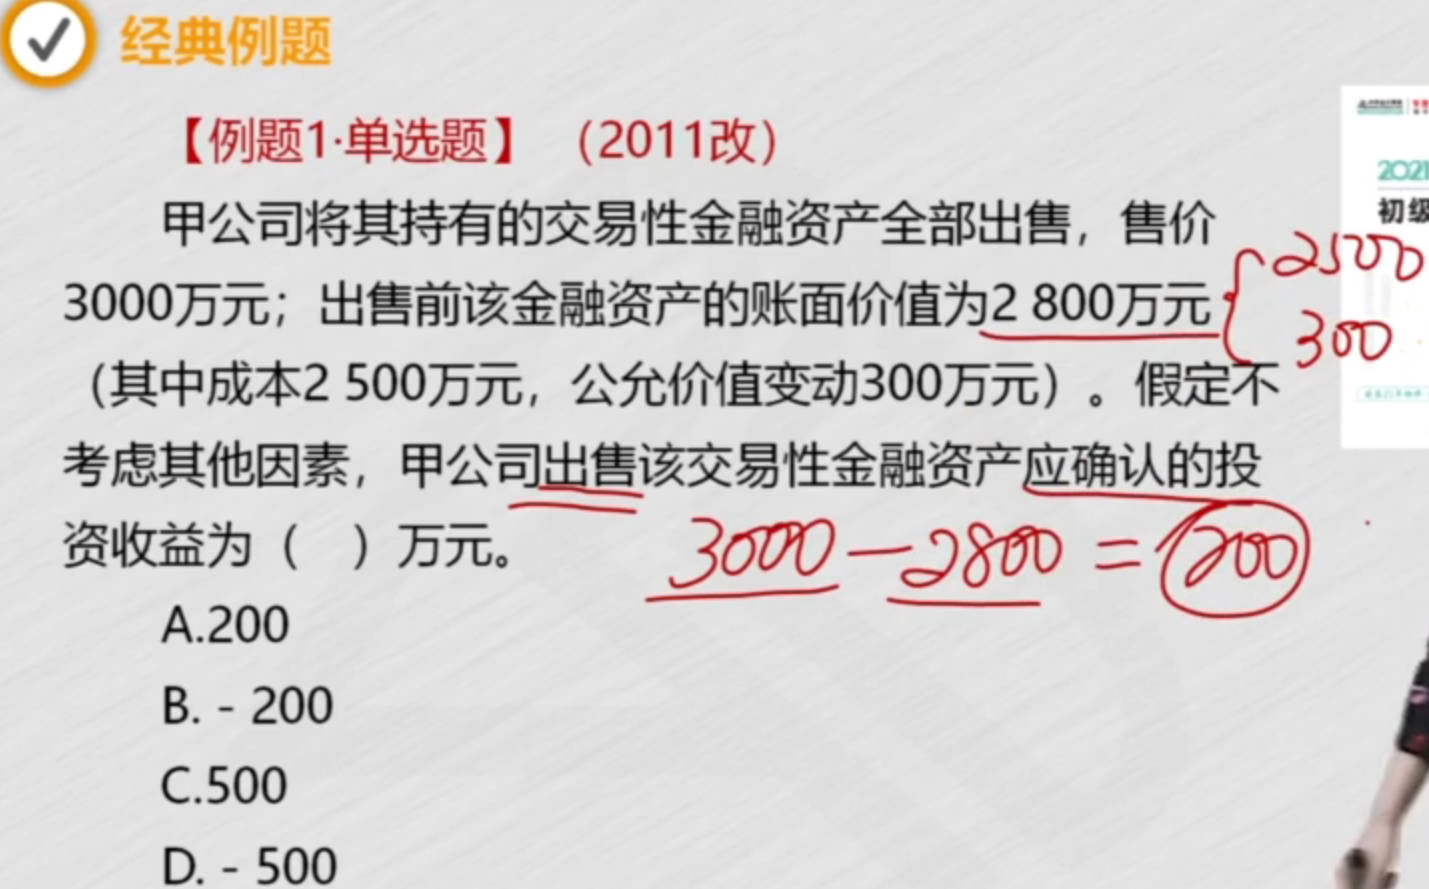 经典例题
【例题1·单选题】（2011改）
甲公司将其持有的交易性金融资产全部出售，售价
3000万元；出售前该金融资产的账面价值为2 800万元
2500
300
（其中成本2 500万元，公允价值变动300万元）。假定不
考虑其他因素，甲公司出售该交易性金融资产应确认的投
资收益为（ ）万元。
3000－2800＝200
A.200
B.－200
C.500
D.－500
2021
初级